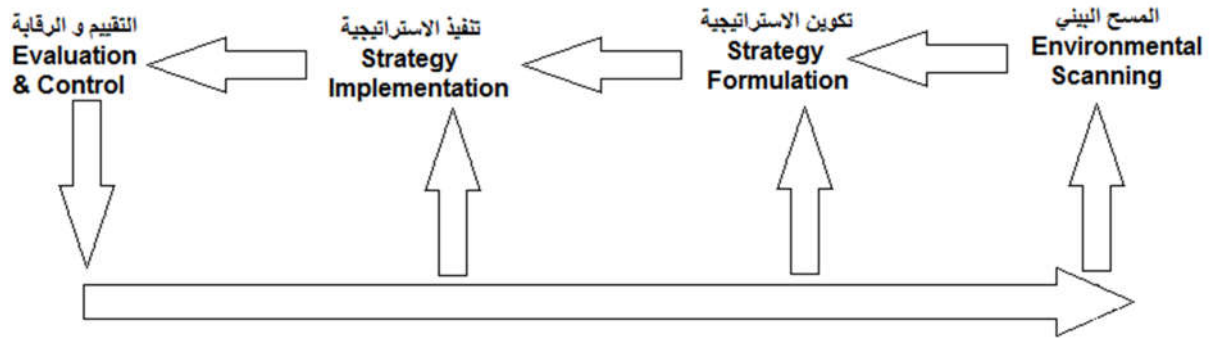 المسح البيئي
Environmental
Scanning
تكوين الاستراتيجية
Strategy
Formulation
تنفيذ الاستراتيجية
Strategy
Implementation
التقييم و الرقابة
Evaluation
& Control